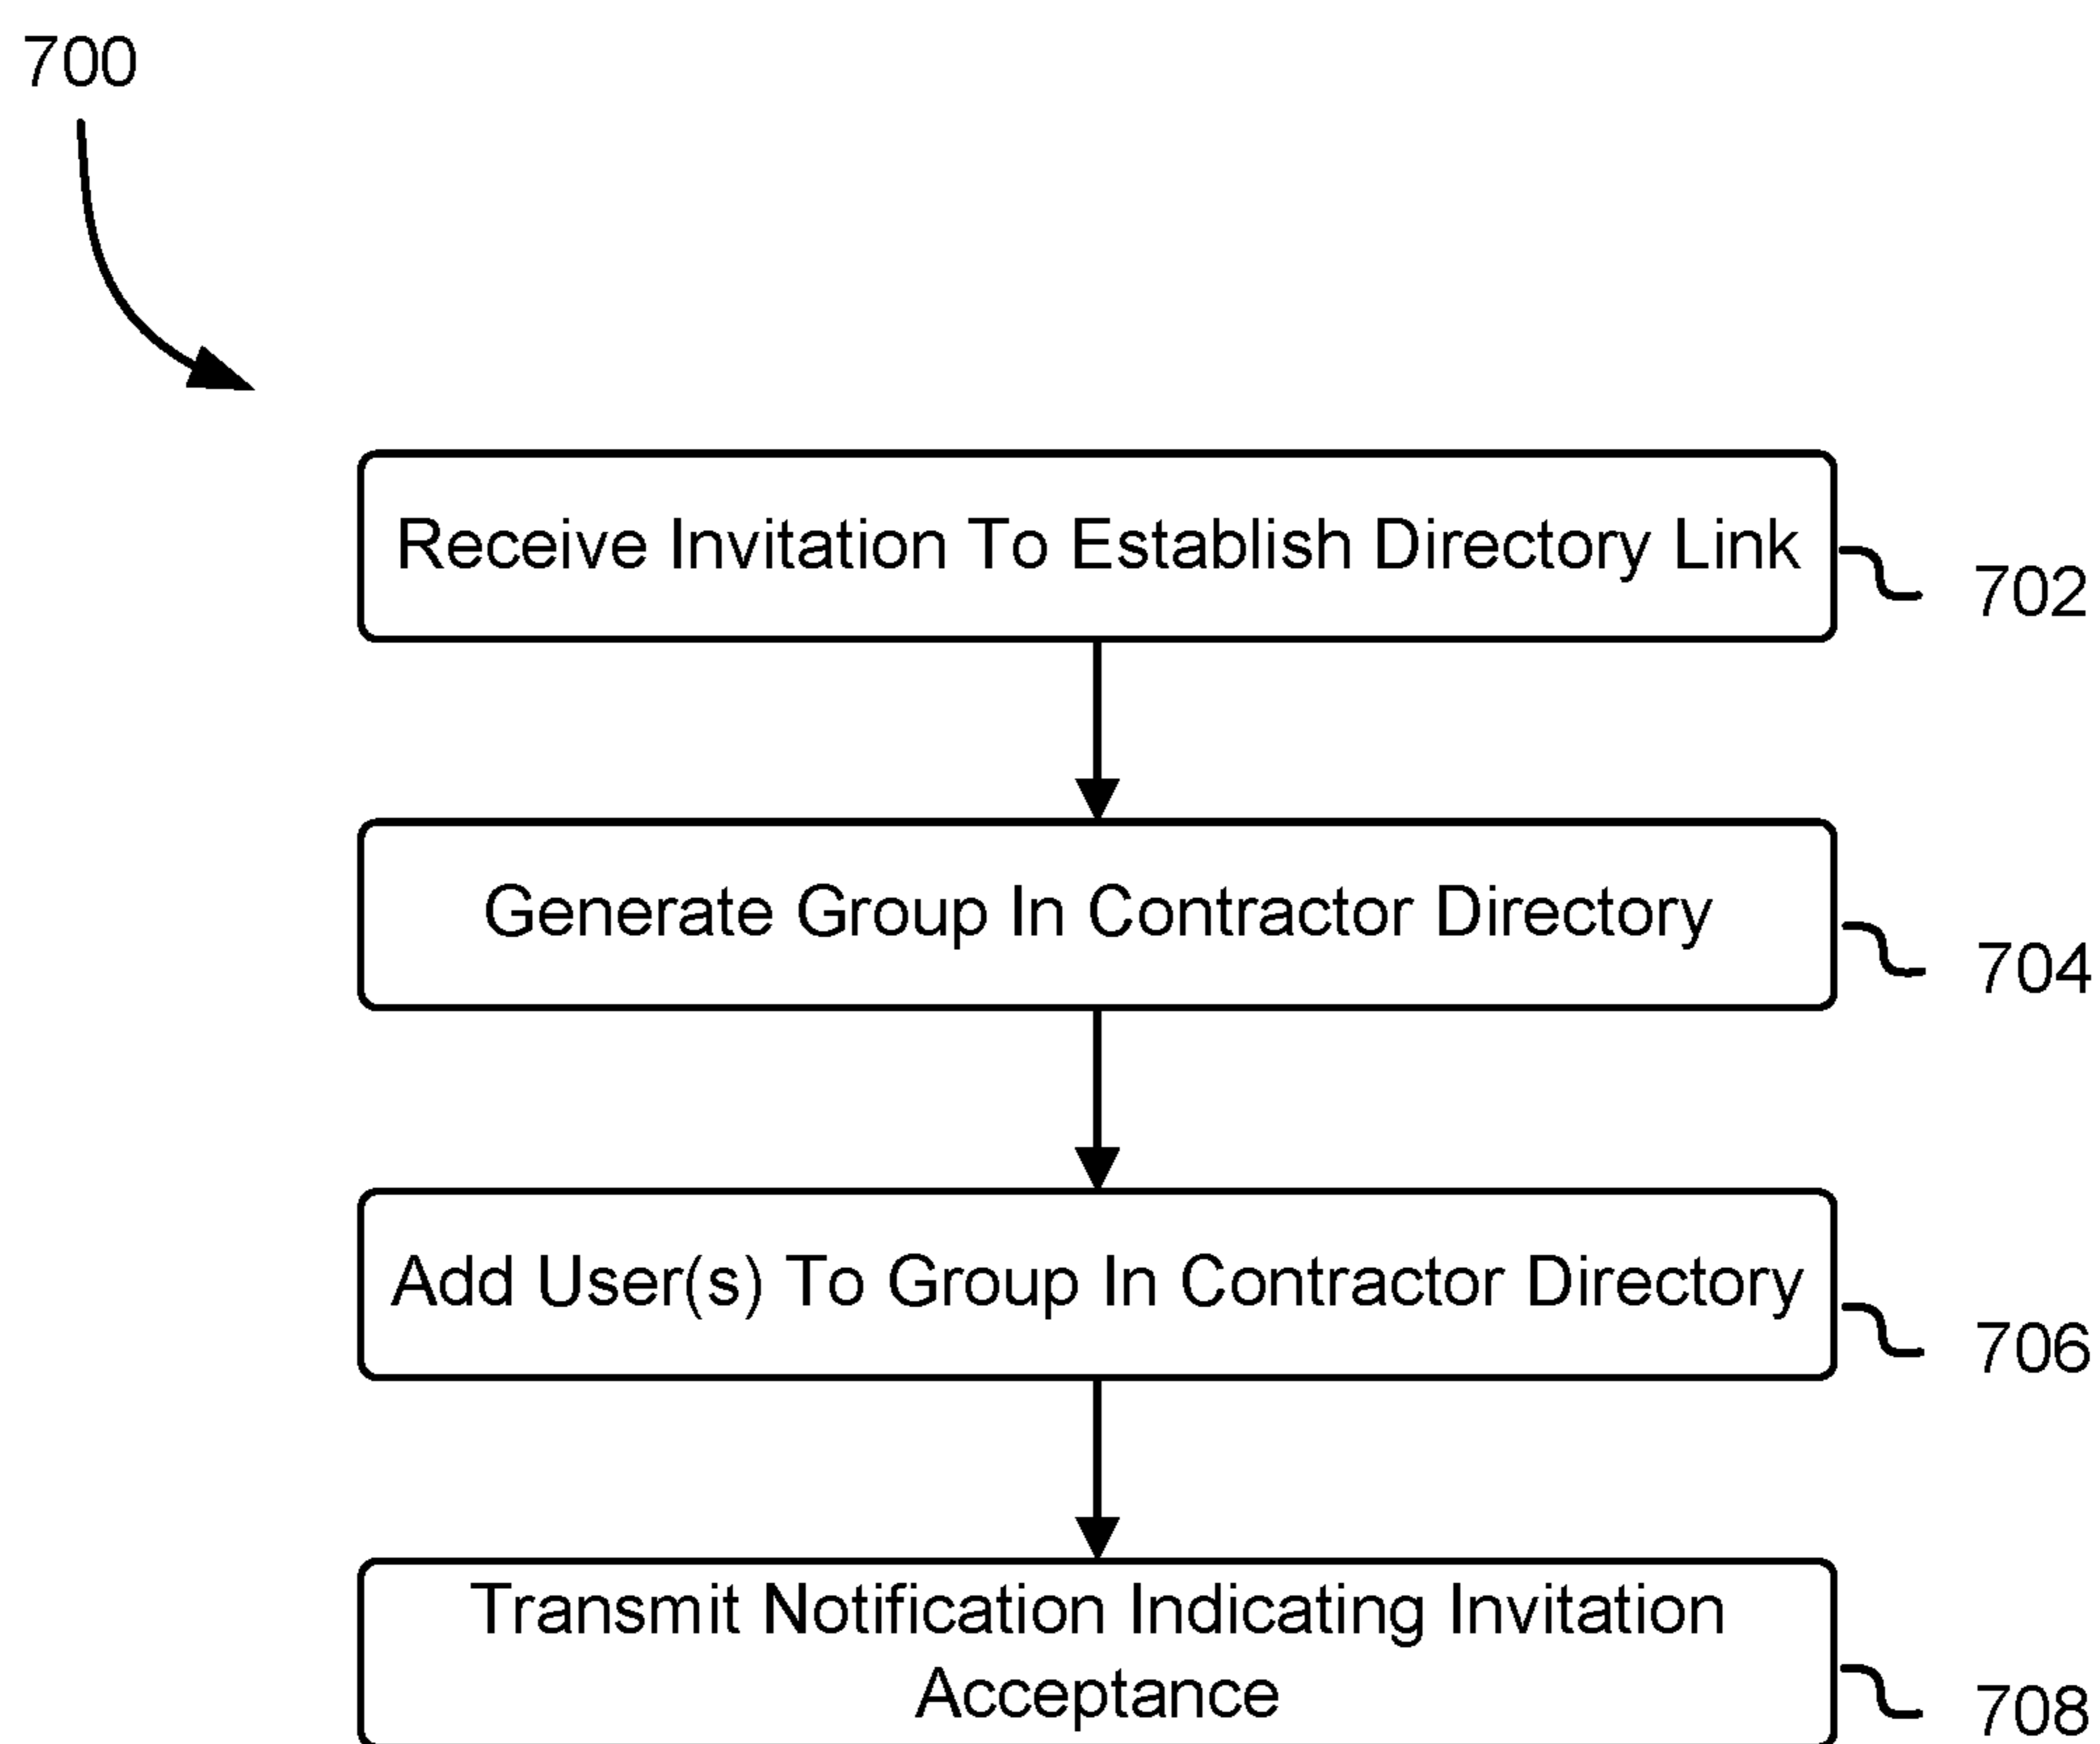 700
Receive Invitation To Establish Directory Link
702
Generate Group In Contractor Directory
704
Add User(s) To Group In Contractor Directory
706
Transmit Notification Indicating Invitation
Acceptance
708